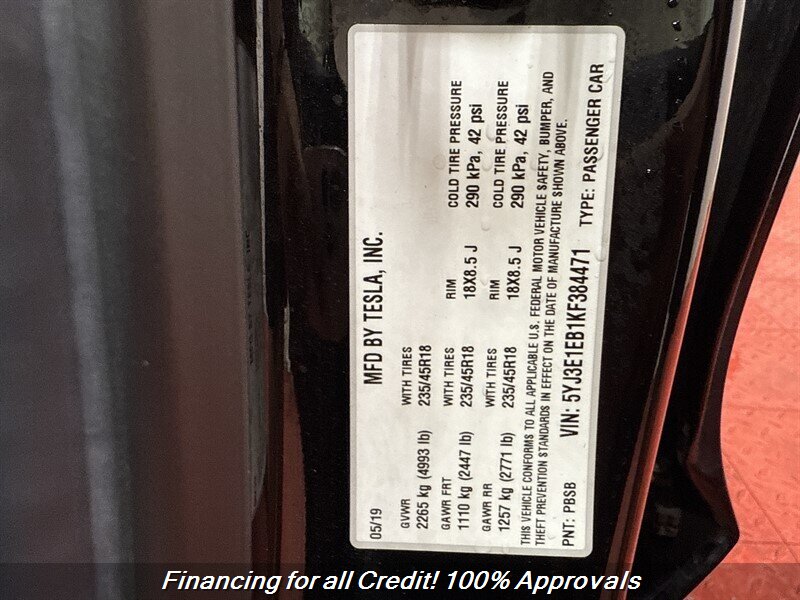 MFD BY TESLA, INC.
05/19
GVWR WITH TIRES RIM COLD TIRE PRESSURE
2265 kg (4993 lb) 235/45R18
GAWR FRT WITH TIRES RIM COLD TIRE PRESSURE
1110 kg (2447 lb) 235/45R18 18X8.5 J 290 kPa, 42 psi
GAWR RR WITH TIRES RIM COLD TIRE PRESSURE
1257 kg (2771 lb) 235/45R18 18X8.5 J 290 kPa, 42 psi
THIS VEHICLE CONFORMS TO ALL APPLICABLE U.S. FEDERAL MOTOR VEHICLE SAFETY, BUMPER, AND
THEFT PREVENTION STANDARDS IN EFFECT ON THE DATE OF MANUFACTURE SHOWN ABOVE.
PNT: PBSB VIN: 5YJ3E1EB1KF384471 TYPE: PASSENGER CAR
Financing for all Credit! 100% Approvals